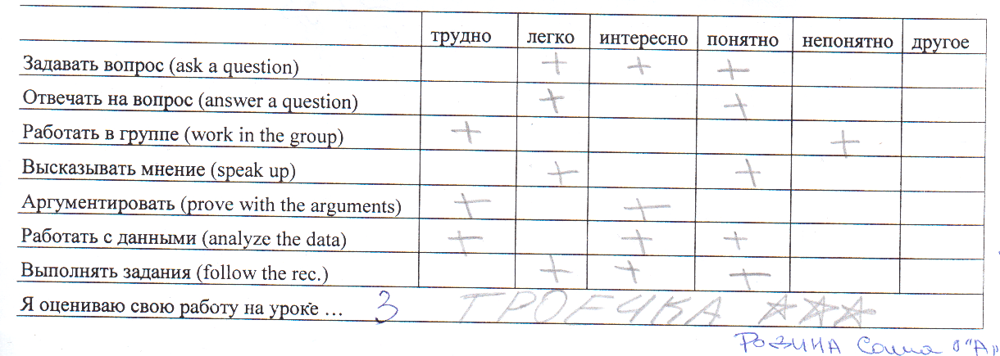 трудно легко интересно понятно непонятно другое
Задавать вопрос (ask a question) + + +
Отвечать на вопрос (answer a question) + +
Работать в группе (work in the group) + +
Высказывать мнение (speak up) + +
Аргументировать (prove with the arguments) + +
Работать с данными (analyze the data) + + +
Выполнять задания (follow the rec.) + + +
Я оцениваю свою работу на уроке … 3 ТРОЕЧКА ☆☆☆
РОЗИНА Соша "А"